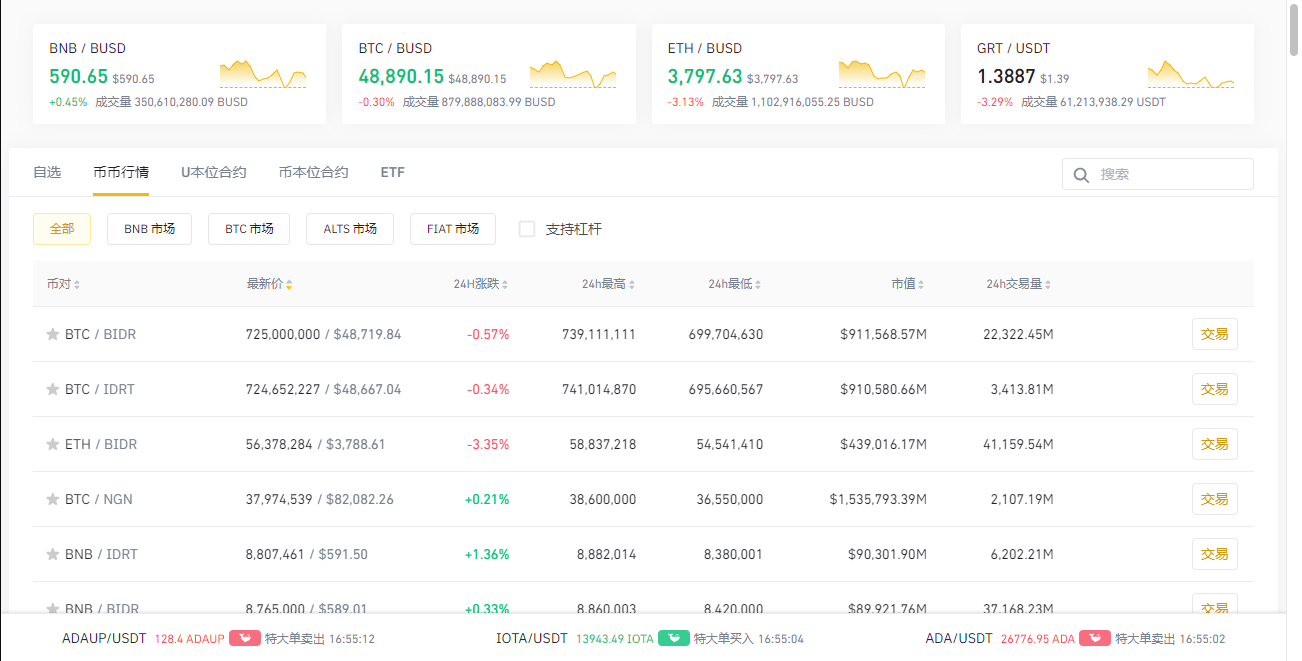 BNB / BUSD
590.65 $590.65
+0.45% 成交量 350,610,280.09 BUSD
BTC / BUSD
48,890.15 $48,890.15
-0.30% 成交量 879,888,083.99 BUSD
ETH / BUSD
3,797.63 $3,797.63
-3.13% 成交量 1,102,916,055.25 BUSD
GRT / USDT
1.3887 $1.39
-3.29% 成交量 61,213,938.29 USDT
自选 币币行情 U本位合约 币本位合约 ETF 搜索
全部 BNB 市场 BTC 市场 ALTS 市场 FIAT 市场 支持杠杆
币对 最新价 24H涨跌 24h最高 24h最低 市值 24h交易量
BTC / BIDR 725,000,000 / $48,719.84 -0.57% 739,111,111 699,704,630 $911,568.57M 22,322.45M 交易
BTC / IDRT 724,652,227 / $48,667.04 -0.34% 741,014,870 695,660,567 $910,580.66M 3,413.81M 交易
ETH / BIDR 56,378,284 / $3,788.61 -3.35% 58,837,218 54,541,410 $439,016.17M 41,159.54M 交易
BTC / NGN 37,974,539 / $82,082.26 +0.21% 38,600,000 36,550,000 $1,535,793.39M 2,107.19M 交易
BNB / IDRT 8,807,461 / $591.50 +1.36% 8,882,014 8,380,001 $90,301.90M 6,202.21M 交易
BNB / BIDR 8,765,000 / $589.01 +0.33% 8,860,003 8,420,000 $89,921.76M 37,168.23M 交易
ADAUP/USDT 128.4 ADAUP 特大单卖出 16:55:12 IOTA/USDT 13943.49 IOTA 特大单买入 16:55:04 ADA/USDT 26776.95 ADA 特大单卖出 16:55:02